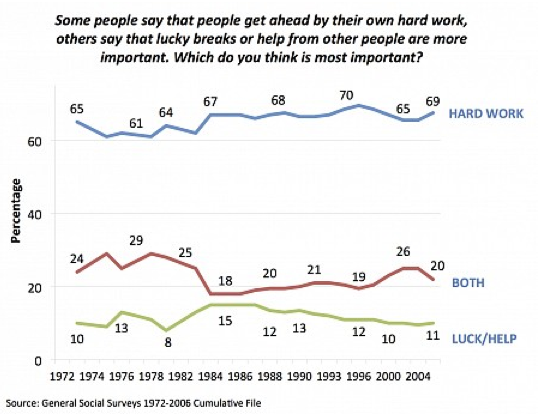 Some people say that people get ahead by their own hard work,
others say that lucky breaks or help from other people are more
important. Which do you think is most important?
65 61 64 67 68 70 65 69
HARD WORK
60
Percentage
40
24 29 25 18 20 21 19 26 20
BOTH
20
10 13 8 15 12 13 12 10 11
LUCK/HELP
0
1972 1974 1976 1978 1980 1982 1984 1986 1988 1990 1993 1996 2000 2004
Source: General Social Surveys 1972-2006 Cumulative File